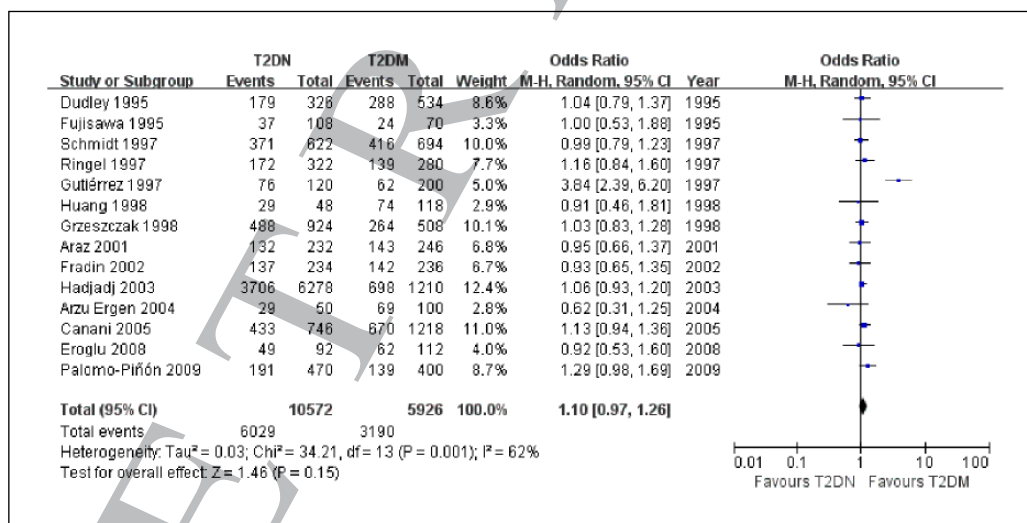 T2DN T2DM Odds Ratio Odds Ratio
Study or Subgroup Events Total Events Total Weight M-H, Random, 95% CI Year M-H, Random, 95% CI
Dudley 1995 179 326 288 534 8.6% 1.04 [0.79, 1.37] 1995
Fujisawa 1995 37 108 24 70 3.3% 1.00 [0.53, 1.88] 1995
Schmidt 1997 371 622 416 694 10.0% 0.99 [0.79, 1.23] 1997
Ringel 1997 172 322 139 280 7.7% 1.16 [0.84, 1.60] 1997
Gutiérrez 1997 76 120 62 200 5.0% 3.84 [2.39, 6.20] 1997
Huang 1998 29 48 74 118 2.9% 0.91 [0.46, 1.81] 1998
Grzeszczak 1998 488 924 264 508 10.1% 1.03 [0.83, 1.28] 1998
Araz 2001 132 232 143 246 6.8% 0.95 [0.66, 1.37] 2001
Fradin 2002 137 234 142 236 6.7% 0.93 [0.65, 1.35] 2002
Hadjadj 2003 3706 6278 698 1210 12.4% 1.06 [0.93, 1.20] 2003
Arzu Ergen 2004 29 50 69 100 2.8% 0.62 [0.31, 1.25] 2004
Canani 2005 433 746 670 1218 11.0% 1.13 [0.94, 1.36] 2005
Eroglu 2008 49 92 62 112 4.0% 0.92 [0.53, 1.60] 2008
Palomo-Piñón 2009 191 470 139 400 8.7% 1.29 [0.98, 1.69] 2009
Total (95% CI) 10572 5926 100.0% 1.10 [0.97, 1.26]
Total events 6029 3190
Heterogeneity: Tau² = 0.03; Chi² = 34.21, df = 13 (P = 0.001); I² = 62%
Test for overall effect: Z = 1.46 (P = 0.15)
0.01 0.1 1 10 100
Favours T2DN Favours T2DM